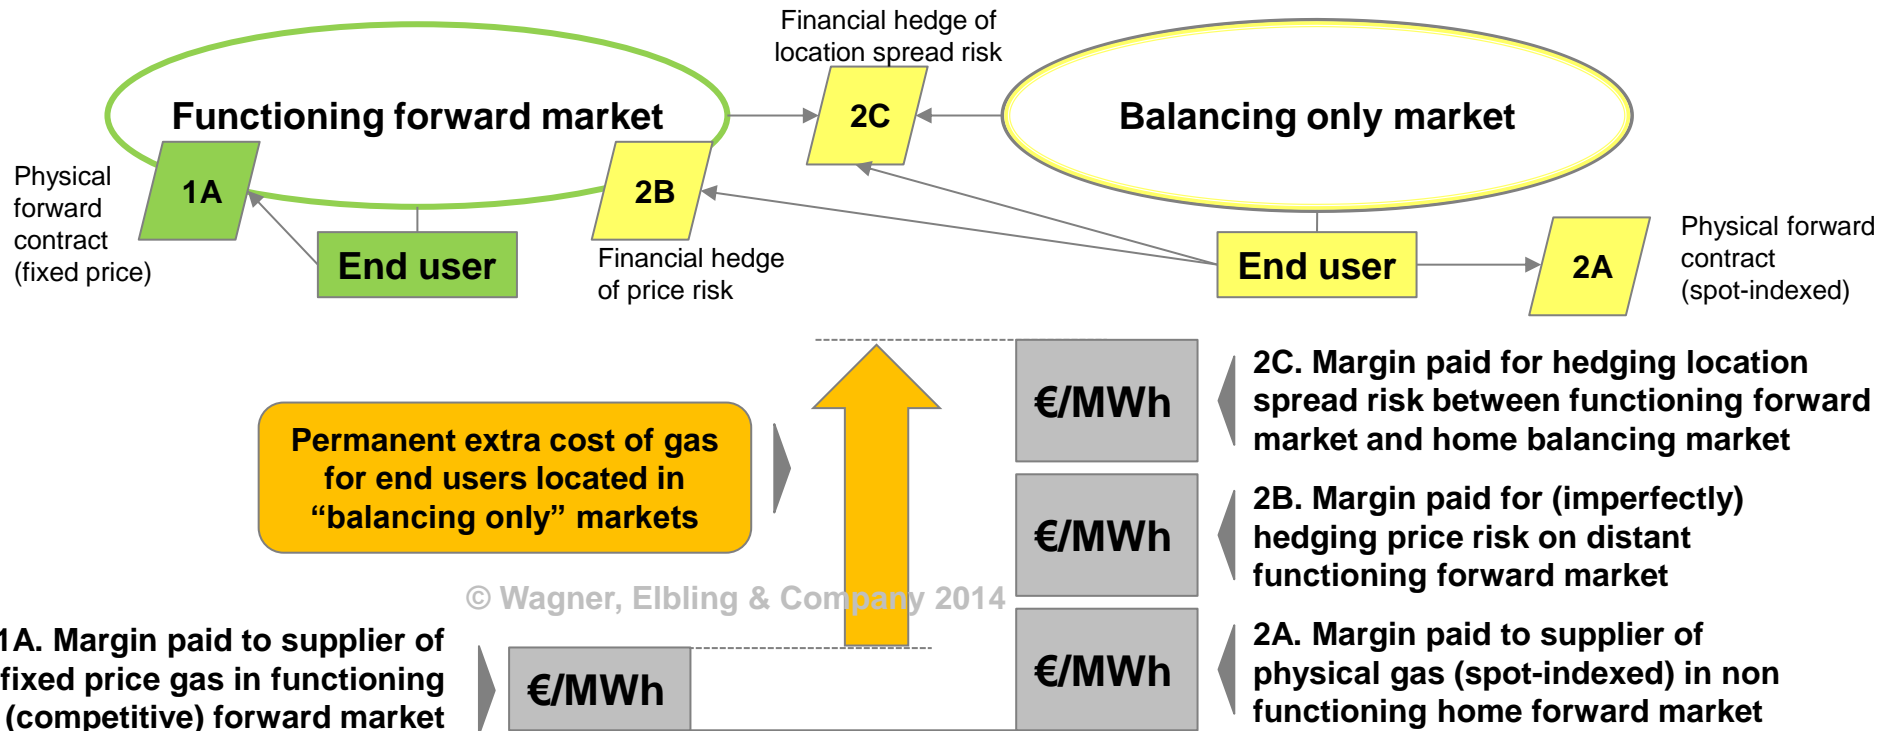 Financial hedge of
location spread risk
Functioning forward market
2C
Balancing only market
Physical
forward
contract
(fixed price)
1A
2B
End user
Financial hedge
of price risk
End user
2A
Physical forward
contract
(spot-indexed)
Permanent extra cost of gas
for end users located in
“balancing only” markets
€/MWh
2C. Margin paid for hedging location
spread risk between functioning forward
market and home balancing market
€/MWh
2B. Margin paid for (imperfectly)
hedging price risk on distant
functioning forward market
© Wagner, Elbling & Company 2014
1A. Margin paid to supplier of
fixed price gas in functioning
(competitive) forward market
€/MWh
€/MWh
2A. Margin paid to supplier of
physical gas (spot-indexed) in non
functioning home forward market